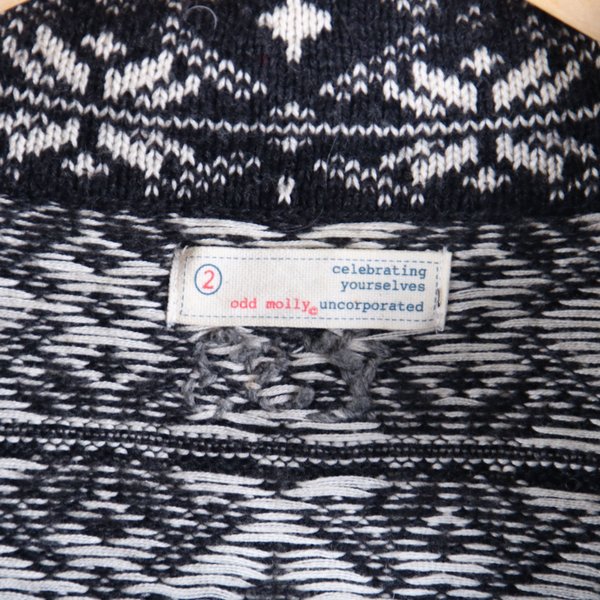 2
celebrating
yourselves
odd molly© uncorporated